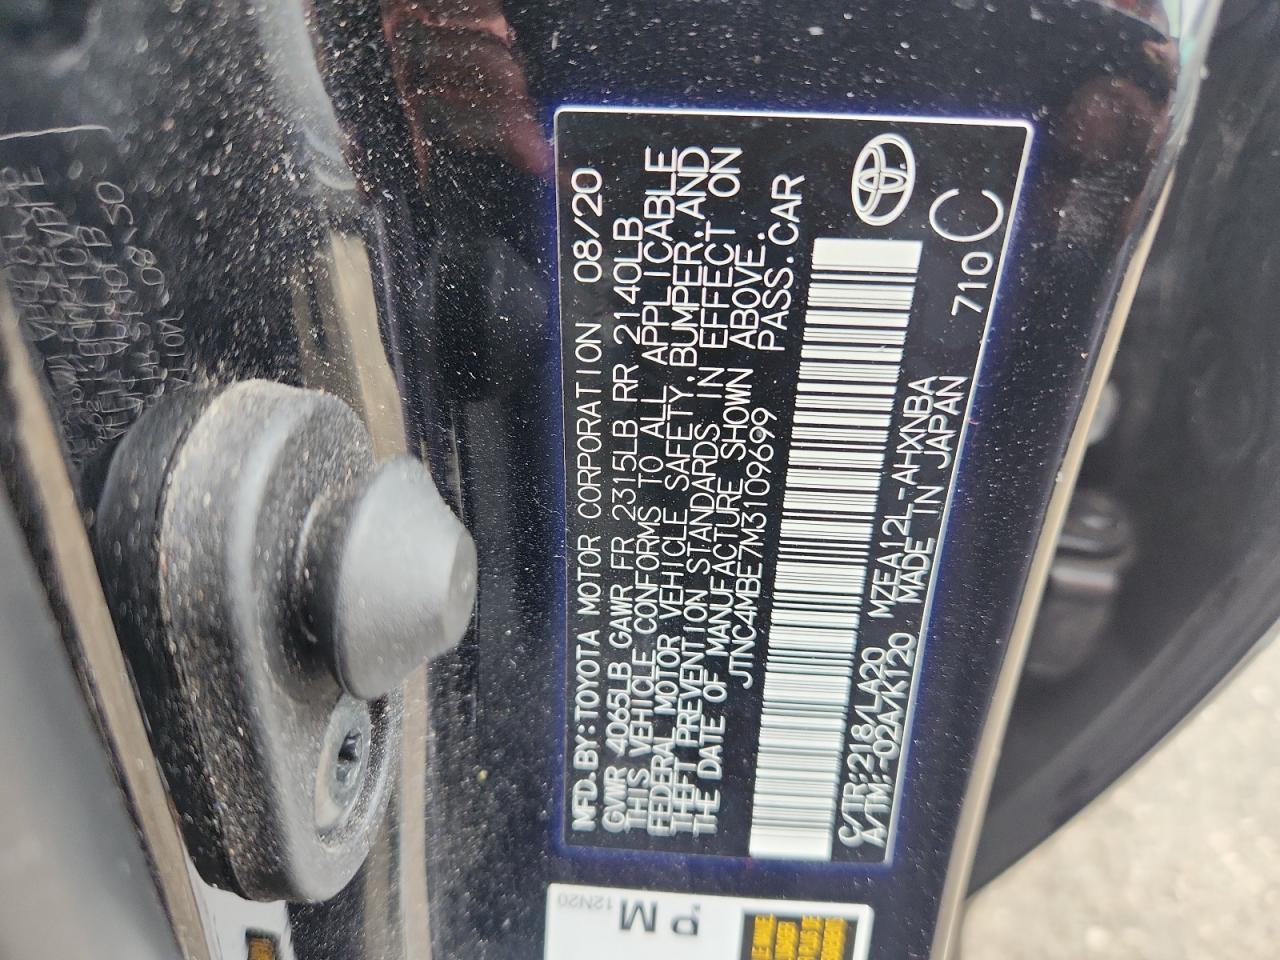 MFD.BY:TOYOTA MOTOR CORPORATION 08/20
GVWR 4065LB GAWR FR 2315LB RR 2140LB
THIS VEHICLE CONFORMS TO ALL APPLICABLE
FEDERAL MOTOR VEHICLE SAFETY,BUMPER,AND
THEFT PREVENTION STANDARDS IN EFFECT ON
THE DATE OF MANUFACTURE SHOWN ABOVE.
JTNC4MBE7M3109699 PASS.CAR
C/TR:218/LA20 MZEA12L-AHXNBA
A/TM:-02A/K120 MADE IN JAPAN 710 C
P M
12N20